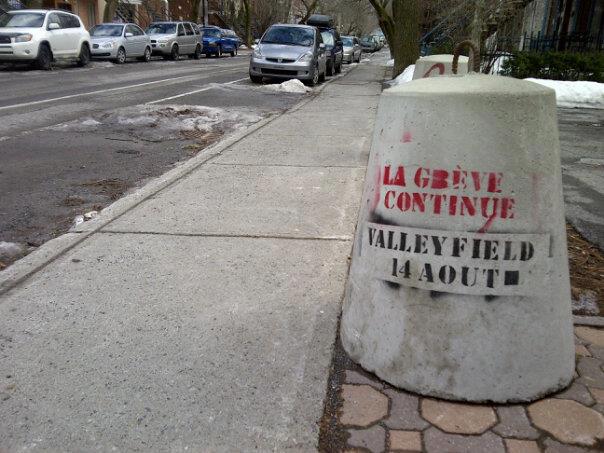 LA GRÈVE
CONTINUE
VALLEYFIELD
14 AOUT